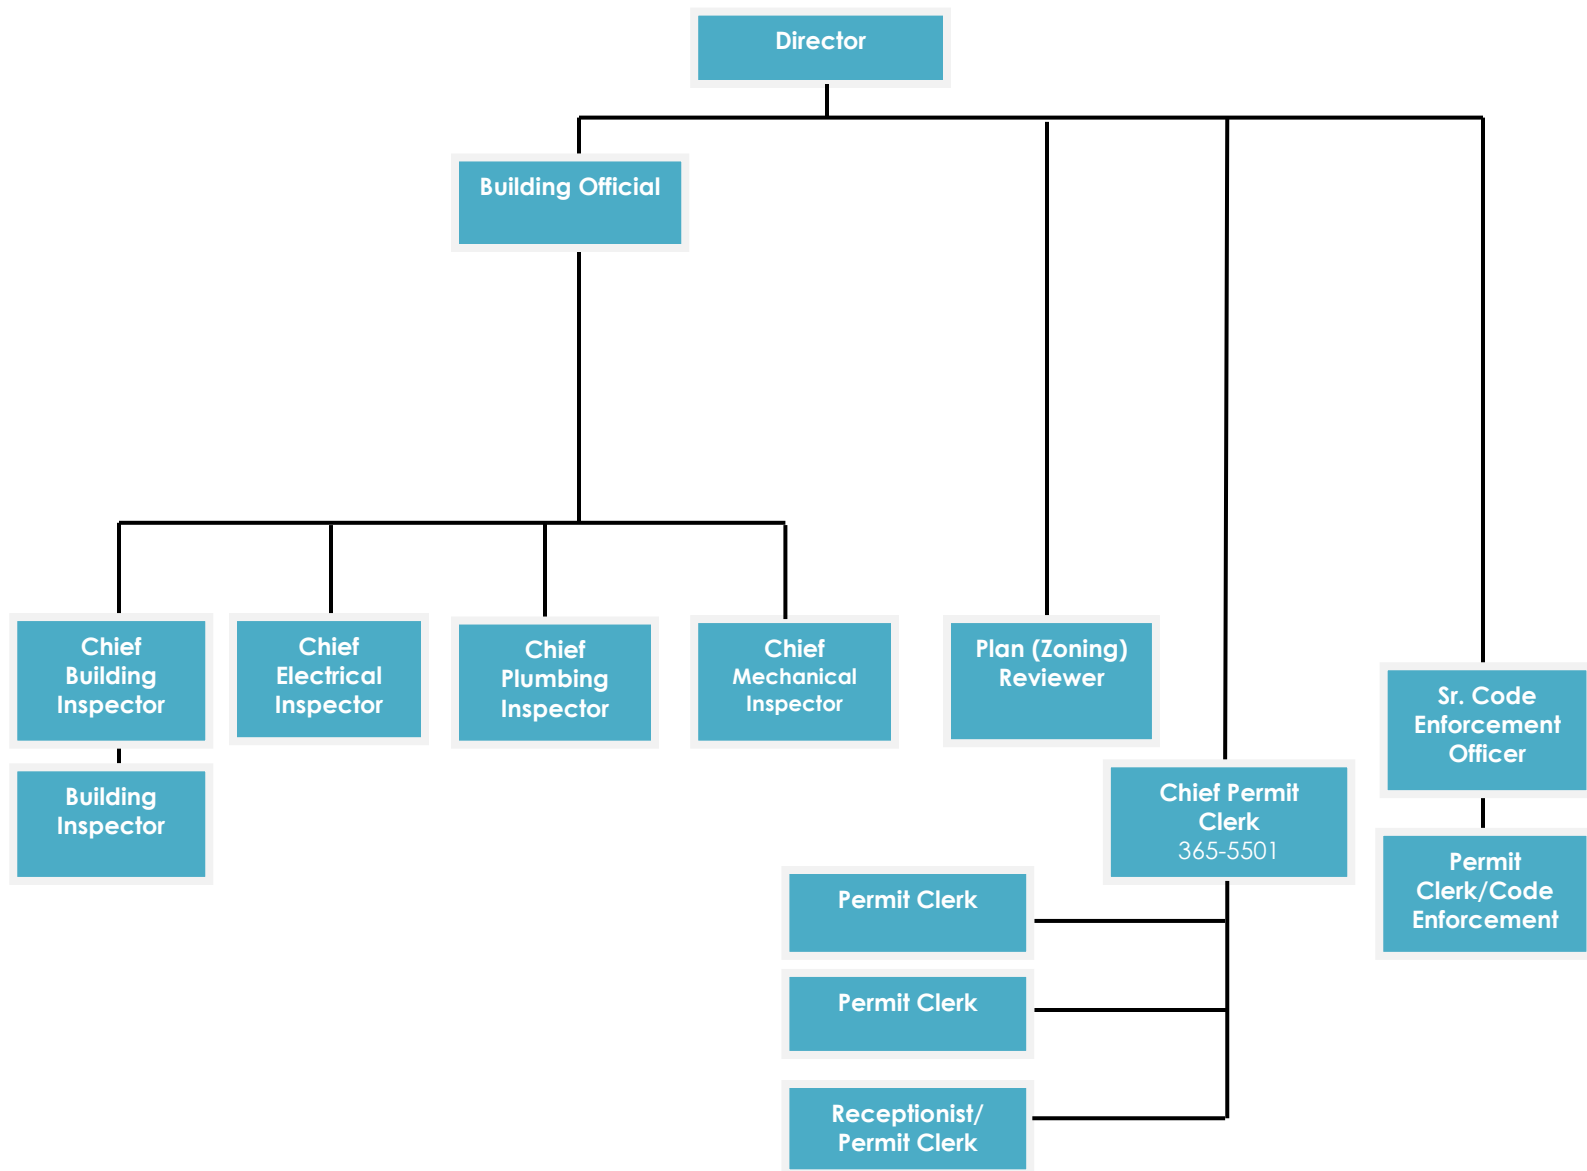 Director
Building Official
Chief
Building
Inspector
Chief
Electrical
Inspector
Chief
Plumbing
Inspector
Chief
Mechanical
Inspector
Plan (Zoning)
Reviewer
Sr. Code
Enforcement
Officer
Building
Inspector
Chief Permit
Clerk
365-5501
Permit
Clerk/Code
Enforcement
Permit Clerk
Permit Clerk
Receptionist/
Permit Clerk